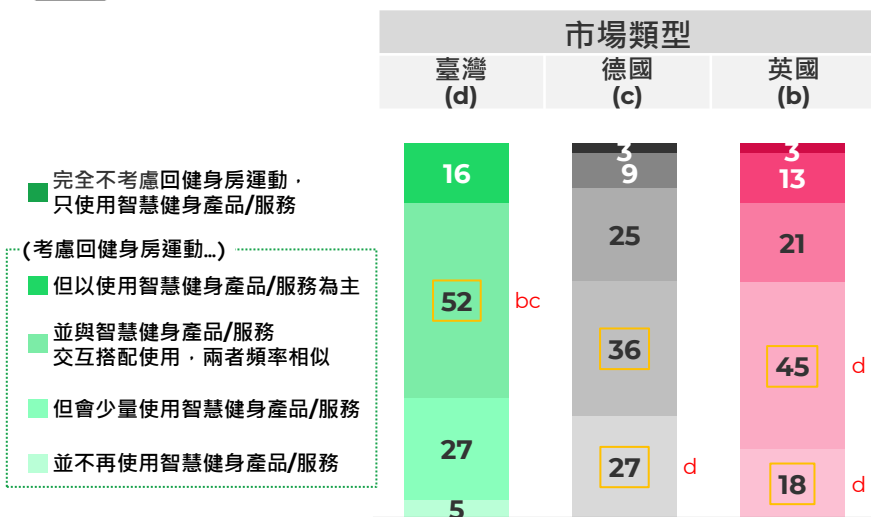 市場類型
臺灣
(d)
德國
(c)
英國
(b)
完全不考慮回健身房運動，
只使用智慧健身產品/服務
(考慮回健身房運動…)
但以使用智慧健身產品/服務為主
並與智慧健身產品/服務
交互搭配使用，兩者頻率相似
但會少量使用智慧健身產品/服務
並不再使用智慧健身產品/服務
16
52
bc
27
5
3
9
25
36
27
d
3
13
21
45
d
18
d